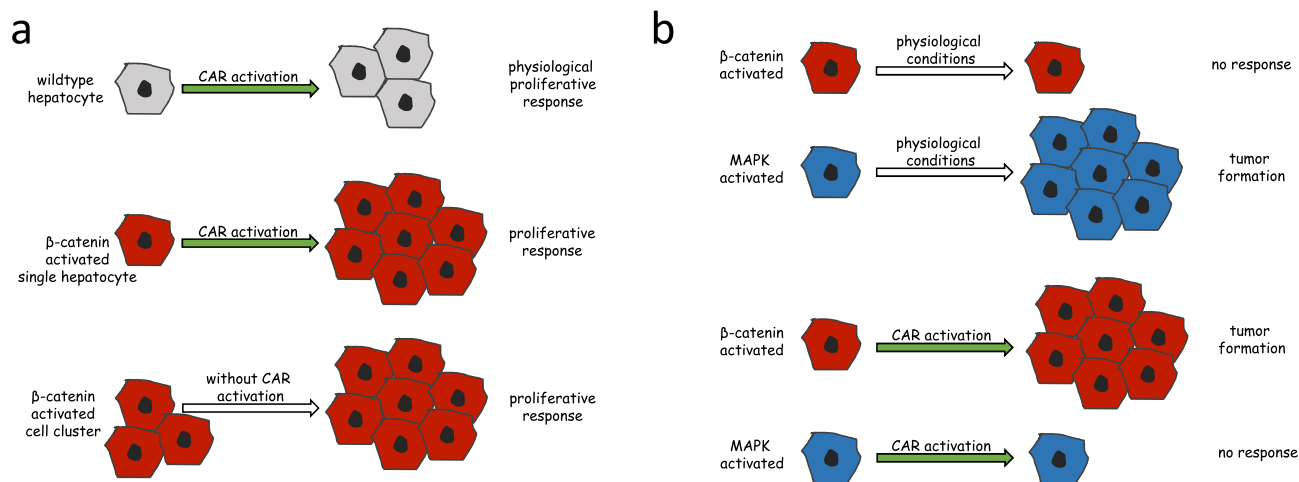 a
wildtype
hepatocyte
CAR activation
physiological
proliferative
response
β-catenin
activated
single hepatocyte
CAR activation
proliferative
response
β-catenin
activated
cell cluster
without CAR
activation
proliferative
response
b
β-catenin
activated
physiological
conditions
no response
MAPK
activated
physiological
conditions
tumor
formation
β-catenin
activated
CAR activation
tumor
formation
MAPK
activated
CAR activation
no response